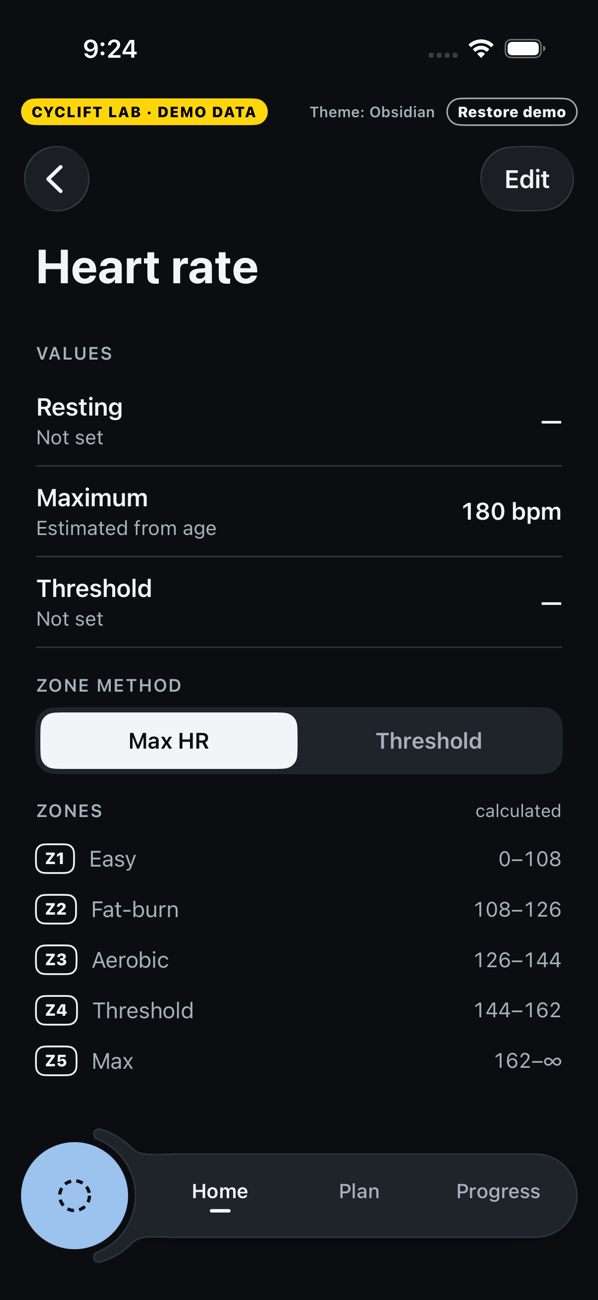 9:24
CYCLIFT LAB · DEMO DATA
Theme: Obsidian
Restore demo
Edit
Heart rate
VALUES
Resting
Not set
—
Maximum
Estimated from age
180 bpm
Threshold
Not set
—
ZONE METHOD
Max HR
Threshold
ZONES
calculated
Z1 Easy 0–108
Z2 Fat-burn 108–126
Z3 Aerobic 126–144
Z4 Threshold 144–162
Z5 Max 162–∞
Home
Plan
Progress